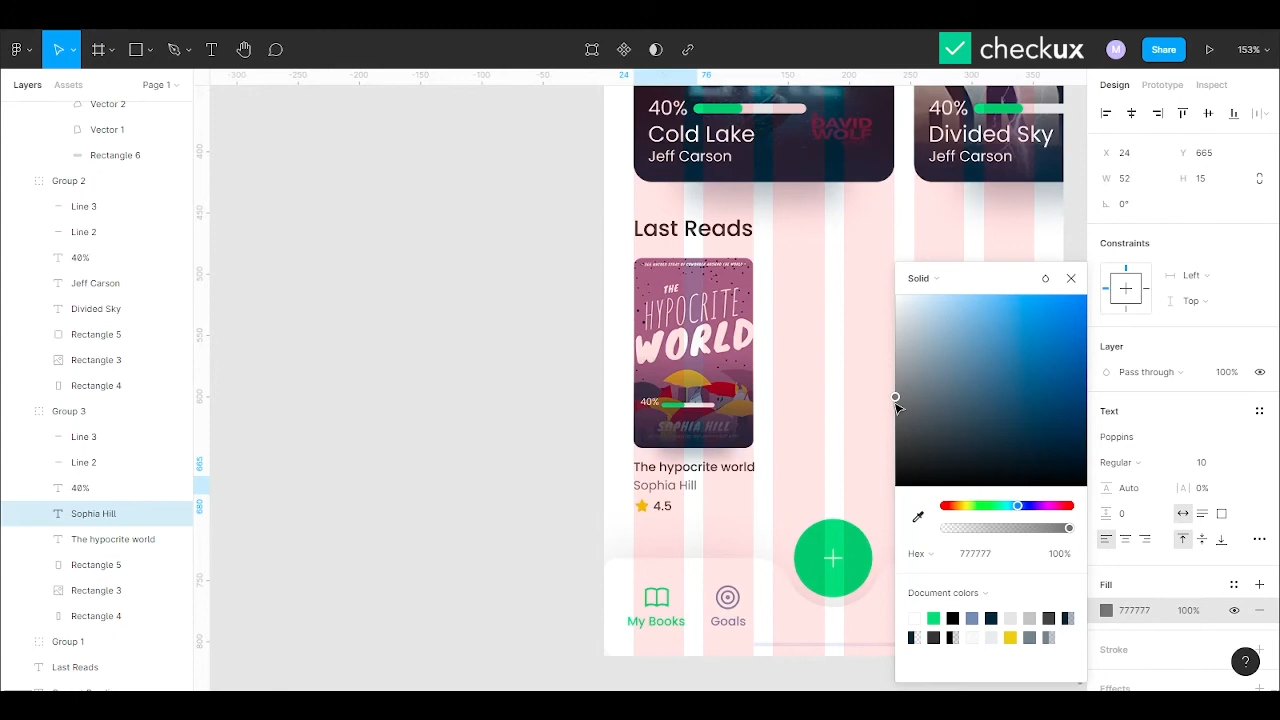 checkux
M
Share
153%
Layers
Assets
Page 1
-300
-250
-200
-150
-100
-50
24
76
150
200
250
300
350
Design
Prototype
Inspect
Vector 2
Vector 1
Rectangle 6
Group 2
Line 3
Line 2
40%
Jeff Carson
Divided Sky
Rectangle 5
Rectangle 3
Rectangle 4
Group 3
Line 3
Line 2
40%
Sophia Hill
The hypocrite world
Rectangle 5
Rectangle 3
Rectangle 4
Group 1
Last Reads
400
450
500
550
600
665
680
750
800
40%
Cold Lake
Jeff Carson
DAVID
WOLF
40%
Divided Sky
Jeff Carson
Last Reads
THE
HYPOCRITE
WORLD
40%
SOPHIA HILL
The hypocrite world
Sophia Hill
4.5
My Books
Goals
Solid
Hex
777777
100%
Document colors
X
24
Y
665
W
52
H
15
0°
Constraints
Left
Top
Layer
Pass through
100%
Text
Poppins
Regular
10
A
Auto
|A|
0%
0
Fill
777777
100%
Stroke
Effects
?